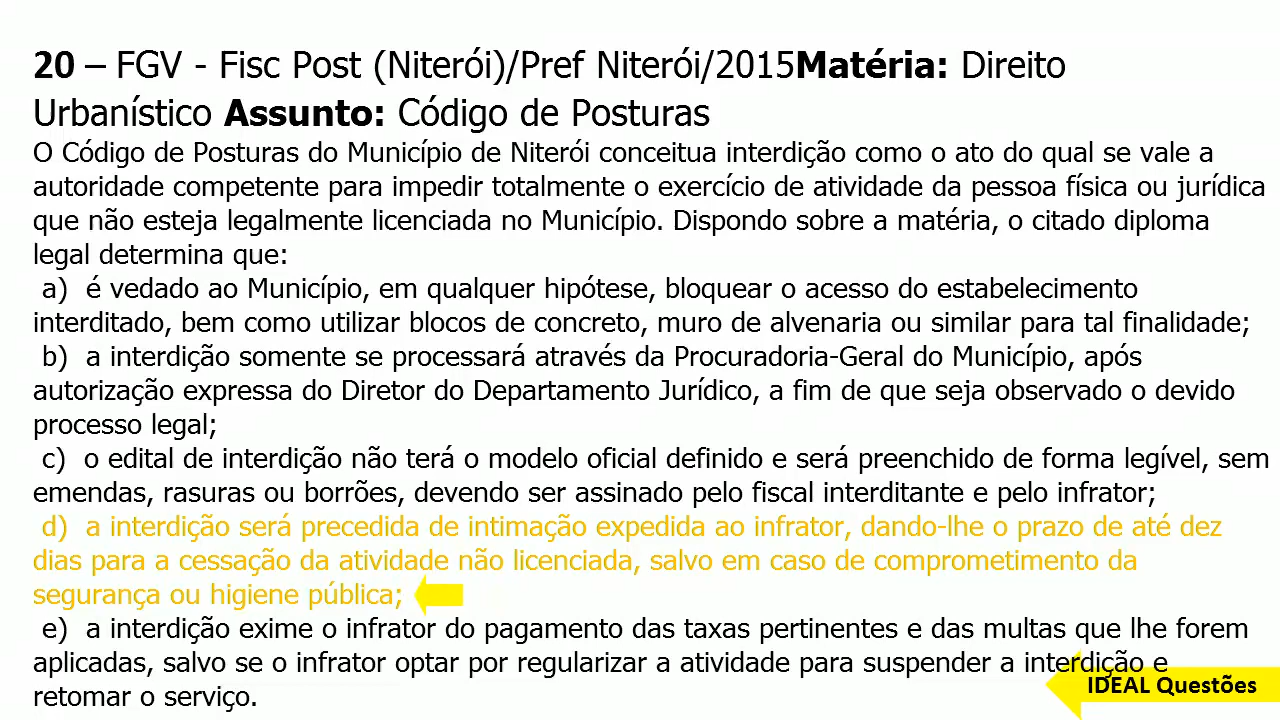 20 – FGV - Fisc Post (Niterói)/Pref Niterói/2015Matéria: Direito
Urbanístico Assunto: Código de Posturas
O Código de Posturas do Município de Niterói conceitua interdição como o ato do qual se vale a
autoridade competente para impedir totalmente o exercício de atividade da pessoa física ou jurídica
que não esteja legalmente licenciada no Município. Dispondo sobre a matéria, o citado diploma
legal determina que:
a) é vedado ao Município, em qualquer hipótese, bloquear o acesso do estabelecimento
interditado, bem como utilizar blocos de concreto, muro de alvenaria ou similar para tal finalidade;
b) a interdição somente se processará através da Procuradoria-Geral do Município, após
autorização expressa do Diretor do Departamento Jurídico, a fim de que seja observado o devido
processo legal;
c) o edital de interdição não terá o modelo oficial definido e será preenchido de forma legível, sem
emendas, rasuras ou borrões, devendo ser assinado pelo fiscal interditante e pelo infrator;
d) a interdição será precedida de intimação expedida ao infrator, dando-lhe o prazo de até dez
dias para a cessação da atividade não licenciada, salvo em caso de comprometimento da
segurança ou higiene pública;
e) a interdição exime o infrator do pagamento das taxas pertinentes e das multas que lhe forem
aplicadas, salvo se o infrator optar por regularizar a atividade para suspender a interdição e
retomar o serviço.
IDEAL Questões